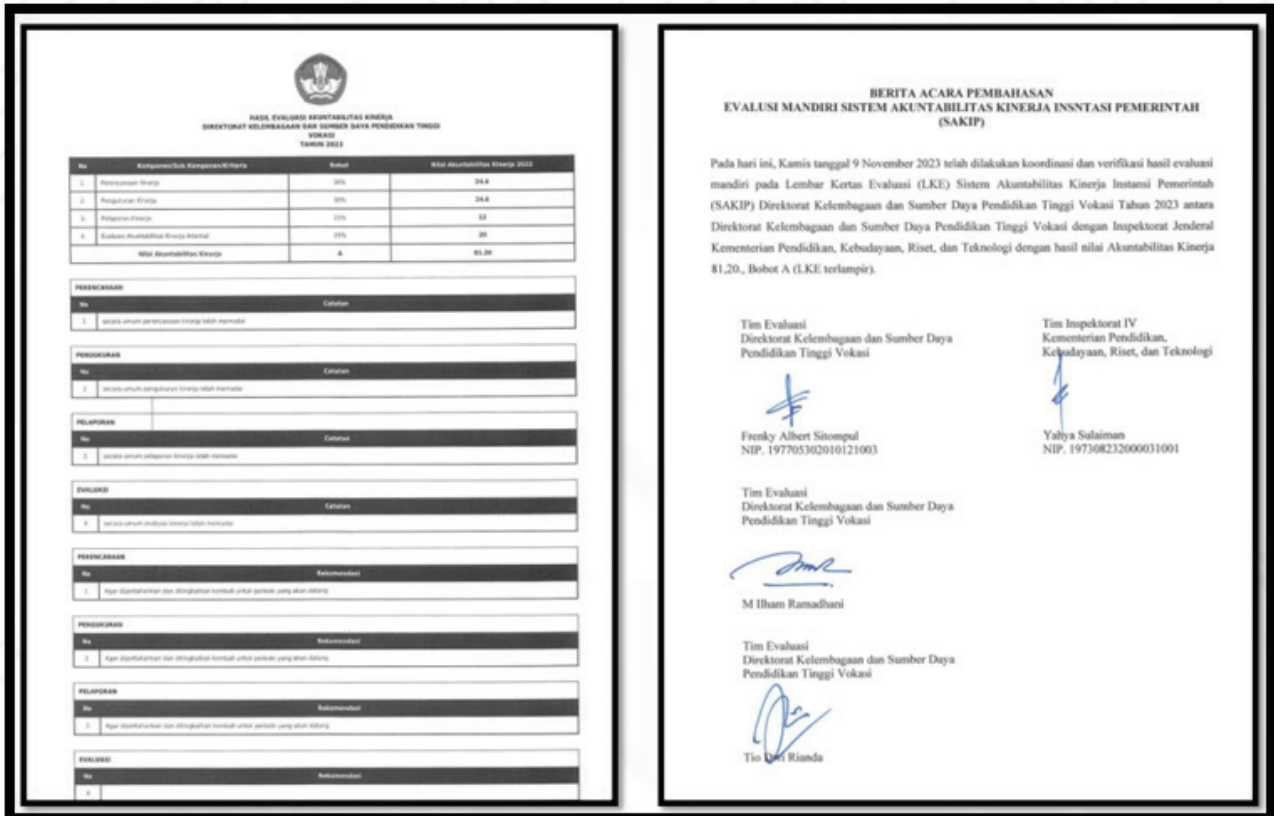 HASIL EVALUASI AKUNTABILITAS KINERJA
DIREKTORAT KELEMBAGAAN DAN SUMBER DAYA PENDIDIKAN TINGGI
VOKASI
TAHUN 2023
No Komponen/Sub Komponen/Kriteria Bobot Nilai Akuntabilitas Kinerja 2022
1. Perencanaan Kinerja 30% 24.6
2. Pengukuran Kinerja 30% 24.6
3. Pelaporan Kinerja 15% 12
4. Evaluasi Akuntabilitas Kinerja Internal 25% 20
Nilai Akuntabilitas Kinerja A 81.20
PERENCANAAN
No Catatan
1 secara umum perencanaan kinerja telah memadai
PENGUKURAN
No Catatan
2 secara umum pengukuran kinerja telah memadai
PELAPORAN
No Catatan
3 secara umum pelaporan kinerja telah memadai
EVALUASI
No Catatan
4 secara umum evaluasi kinerja telah memadai
PERENCANAAN
No Rekomendasi
1 Agar dipertahankan dan ditingkatkan kembali untuk periode yang akan datang
PENGUKURAN
No Rekomendasi
2 Agar dipertahankan dan ditingkatkan kembali untuk periode yang akan datang
PELAPORAN
No Rekomendasi
3 Agar dipertahankan dan ditingkatkan kembali untuk periode yang akan datang
EVALUASI
No Rekomendasi
4
BERITA ACARA PEMBAHASAN
EVALUSI MANDIRI SISTEM AKUNTABILITAS KINERJA INSNTASI PEMERINTAH
(SAKIP)
Pada hari ini, Kamis tanggal 9 November 2023 telah dilakukan koordinasi dan verifikasi hasil evaluasi
mandiri pada Lembar Kertas Evaluasi (LKE) Sistem Akuntabilitas Kinerja Instansi Pemerintah
(SAKIP) Direktorat Kelembagaan dan Sumber Daya Pendidikan Tinggi Vokasi Tahun 2023 antara
Direktorat Kelembagaan dan Sumber Daya Pendidikan Tinggi Vokasi dengan Inspektorat Jenderal
Kementerian Pendidikan, Kebudayaan, Riset, dan Teknologi dengan hasil nilai Akuntabilitas Kinerja
81,20., Bobot A (LKE terlampir).
Tim Evaluasi
Direktorat Kelembagaan dan Sumber Daya
Pendidikan Tinggi Vokasi
Frenky Albert Sitompul
NIP. 197705302010121003
Tim Inspektorat IV
Kementerian Pendidikan,
Kebudayaan, Riset, dan Teknologi
Yahya Sulaiman
NIP. 197308232000031001
Tim Evaluasi
Direktorat Kelembagaan dan Sumber Daya
Pendidikan Tinggi Vokasi
M Ilham Ramadhani
Tim Evaluasi
Direktorat Kelembagaan dan Sumber Daya
Pendidikan Tinggi Vokasi
Tio Dwi Rianda